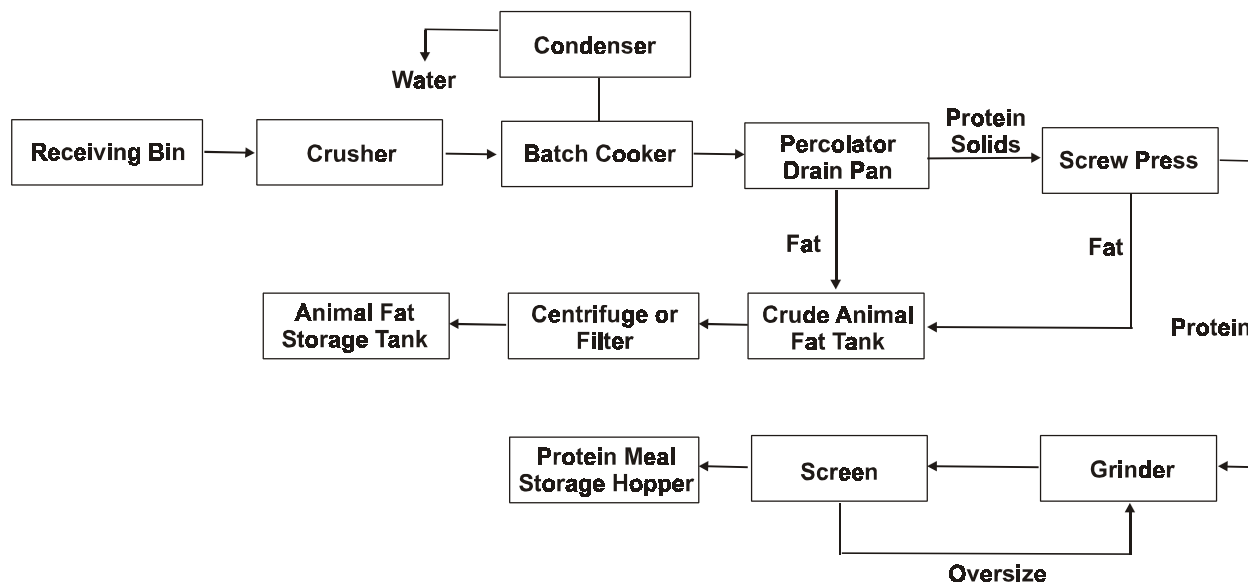 Condenser
Water
Receiving Bin
Crusher
Batch Cooker
Percolator
Drain Pan
Protein
Solids
Screw Press
Fat
Fat
Animal Fat
Storage Tank
Centrifuge or
Filter
Crude Animal
Fat Tank
Protein
Protein Meal
Storage Hopper
Screen
Grinder
Oversize